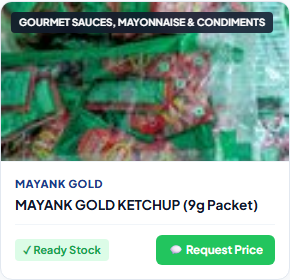 GOURMET SAUCES, MAYONNAISE & CONDIMENTS
MAYANK GOLD
MAYANK GOLD KETCHUP (9g Packet)
✓ Ready Stock
Request Price